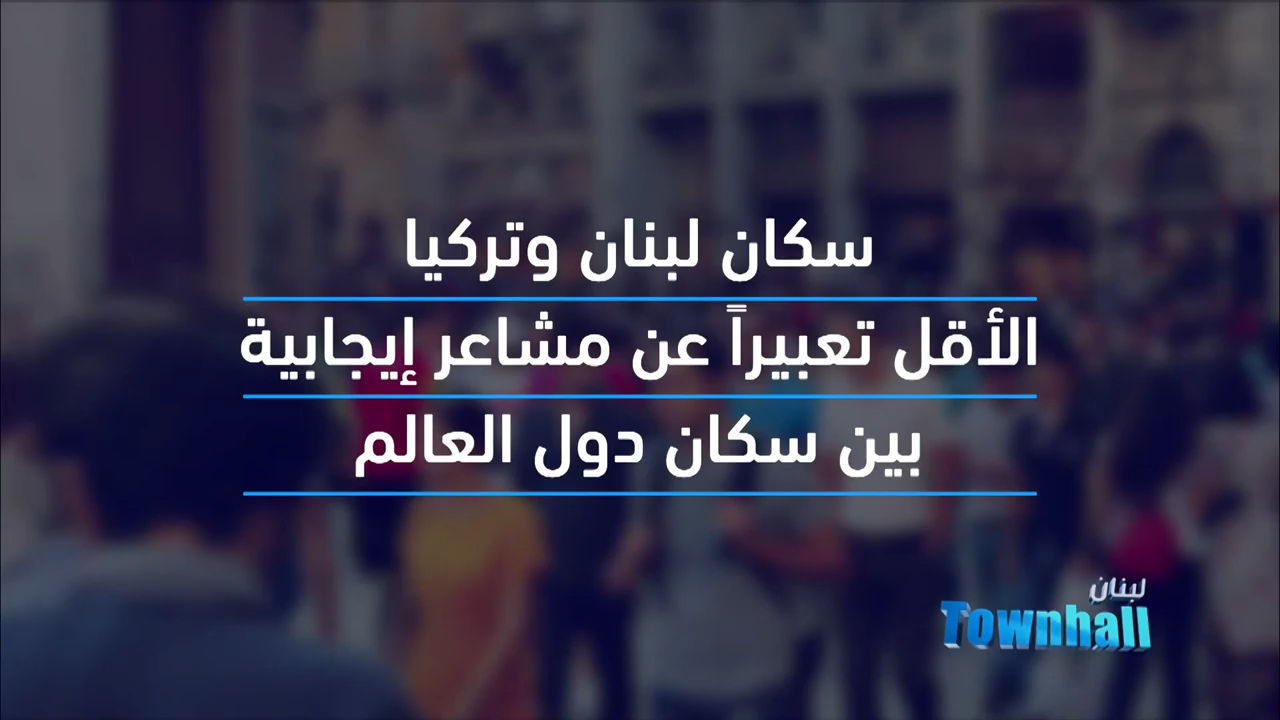 سكان لبنان وتركيا
الأقل تعبيراً عن مشاعر إيجابية
بين سكان دول العالم
لبنان
Townhall